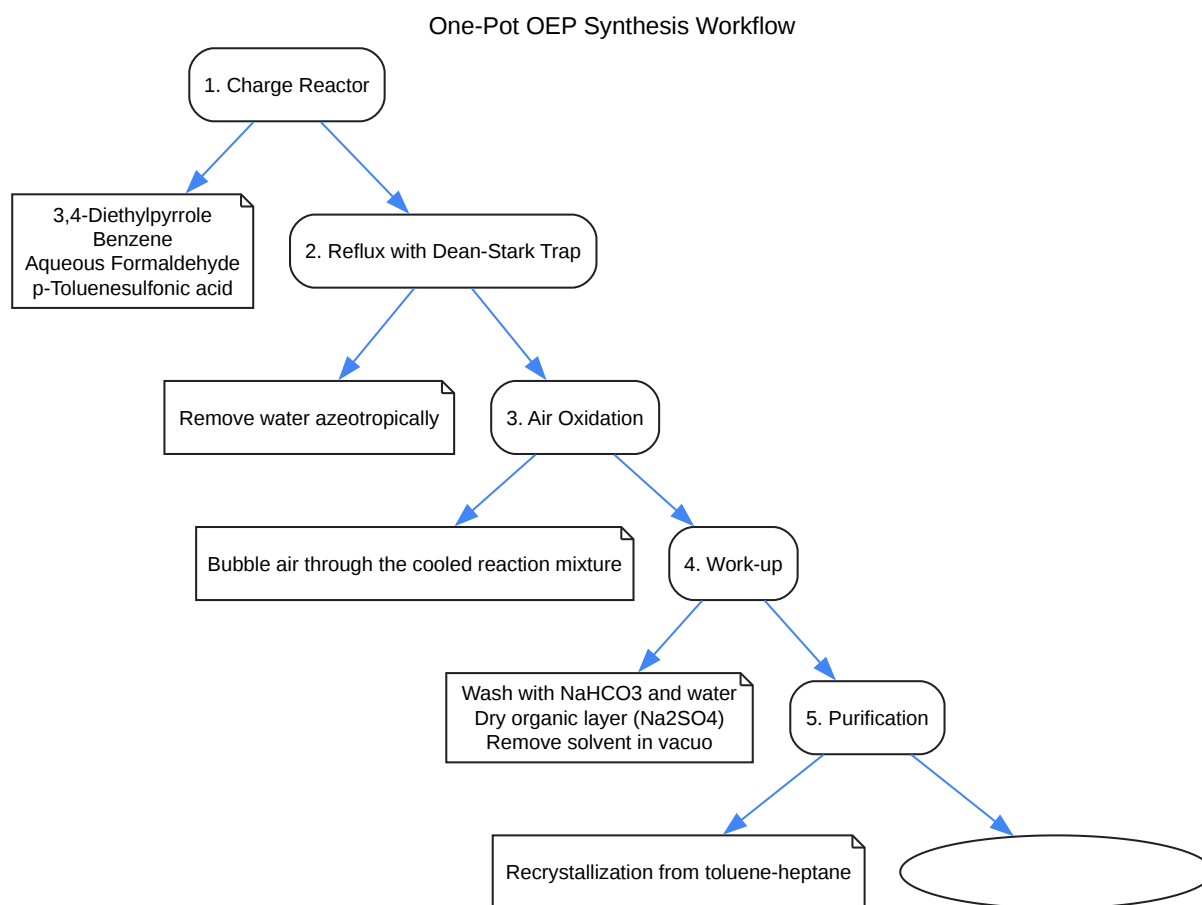 One-Pot OEP Synthesis Workflow
1. Charge Reactor
3,4-Diethylpyrrole
Benzene
Aqueous Formaldehyde
p-Toluenesulfonic acid
2. Reflux with Dean-Stark Trap
Remove water azeotropically
3. Air Oxidation
Bubble air through the cooled reaction mixture
4. Work-up
Wash with NaHCO3 and water
Dry organic layer (Na2SO4)
Remove solvent in vacuo
5. Purification
Recrystallization from toluene-heptane